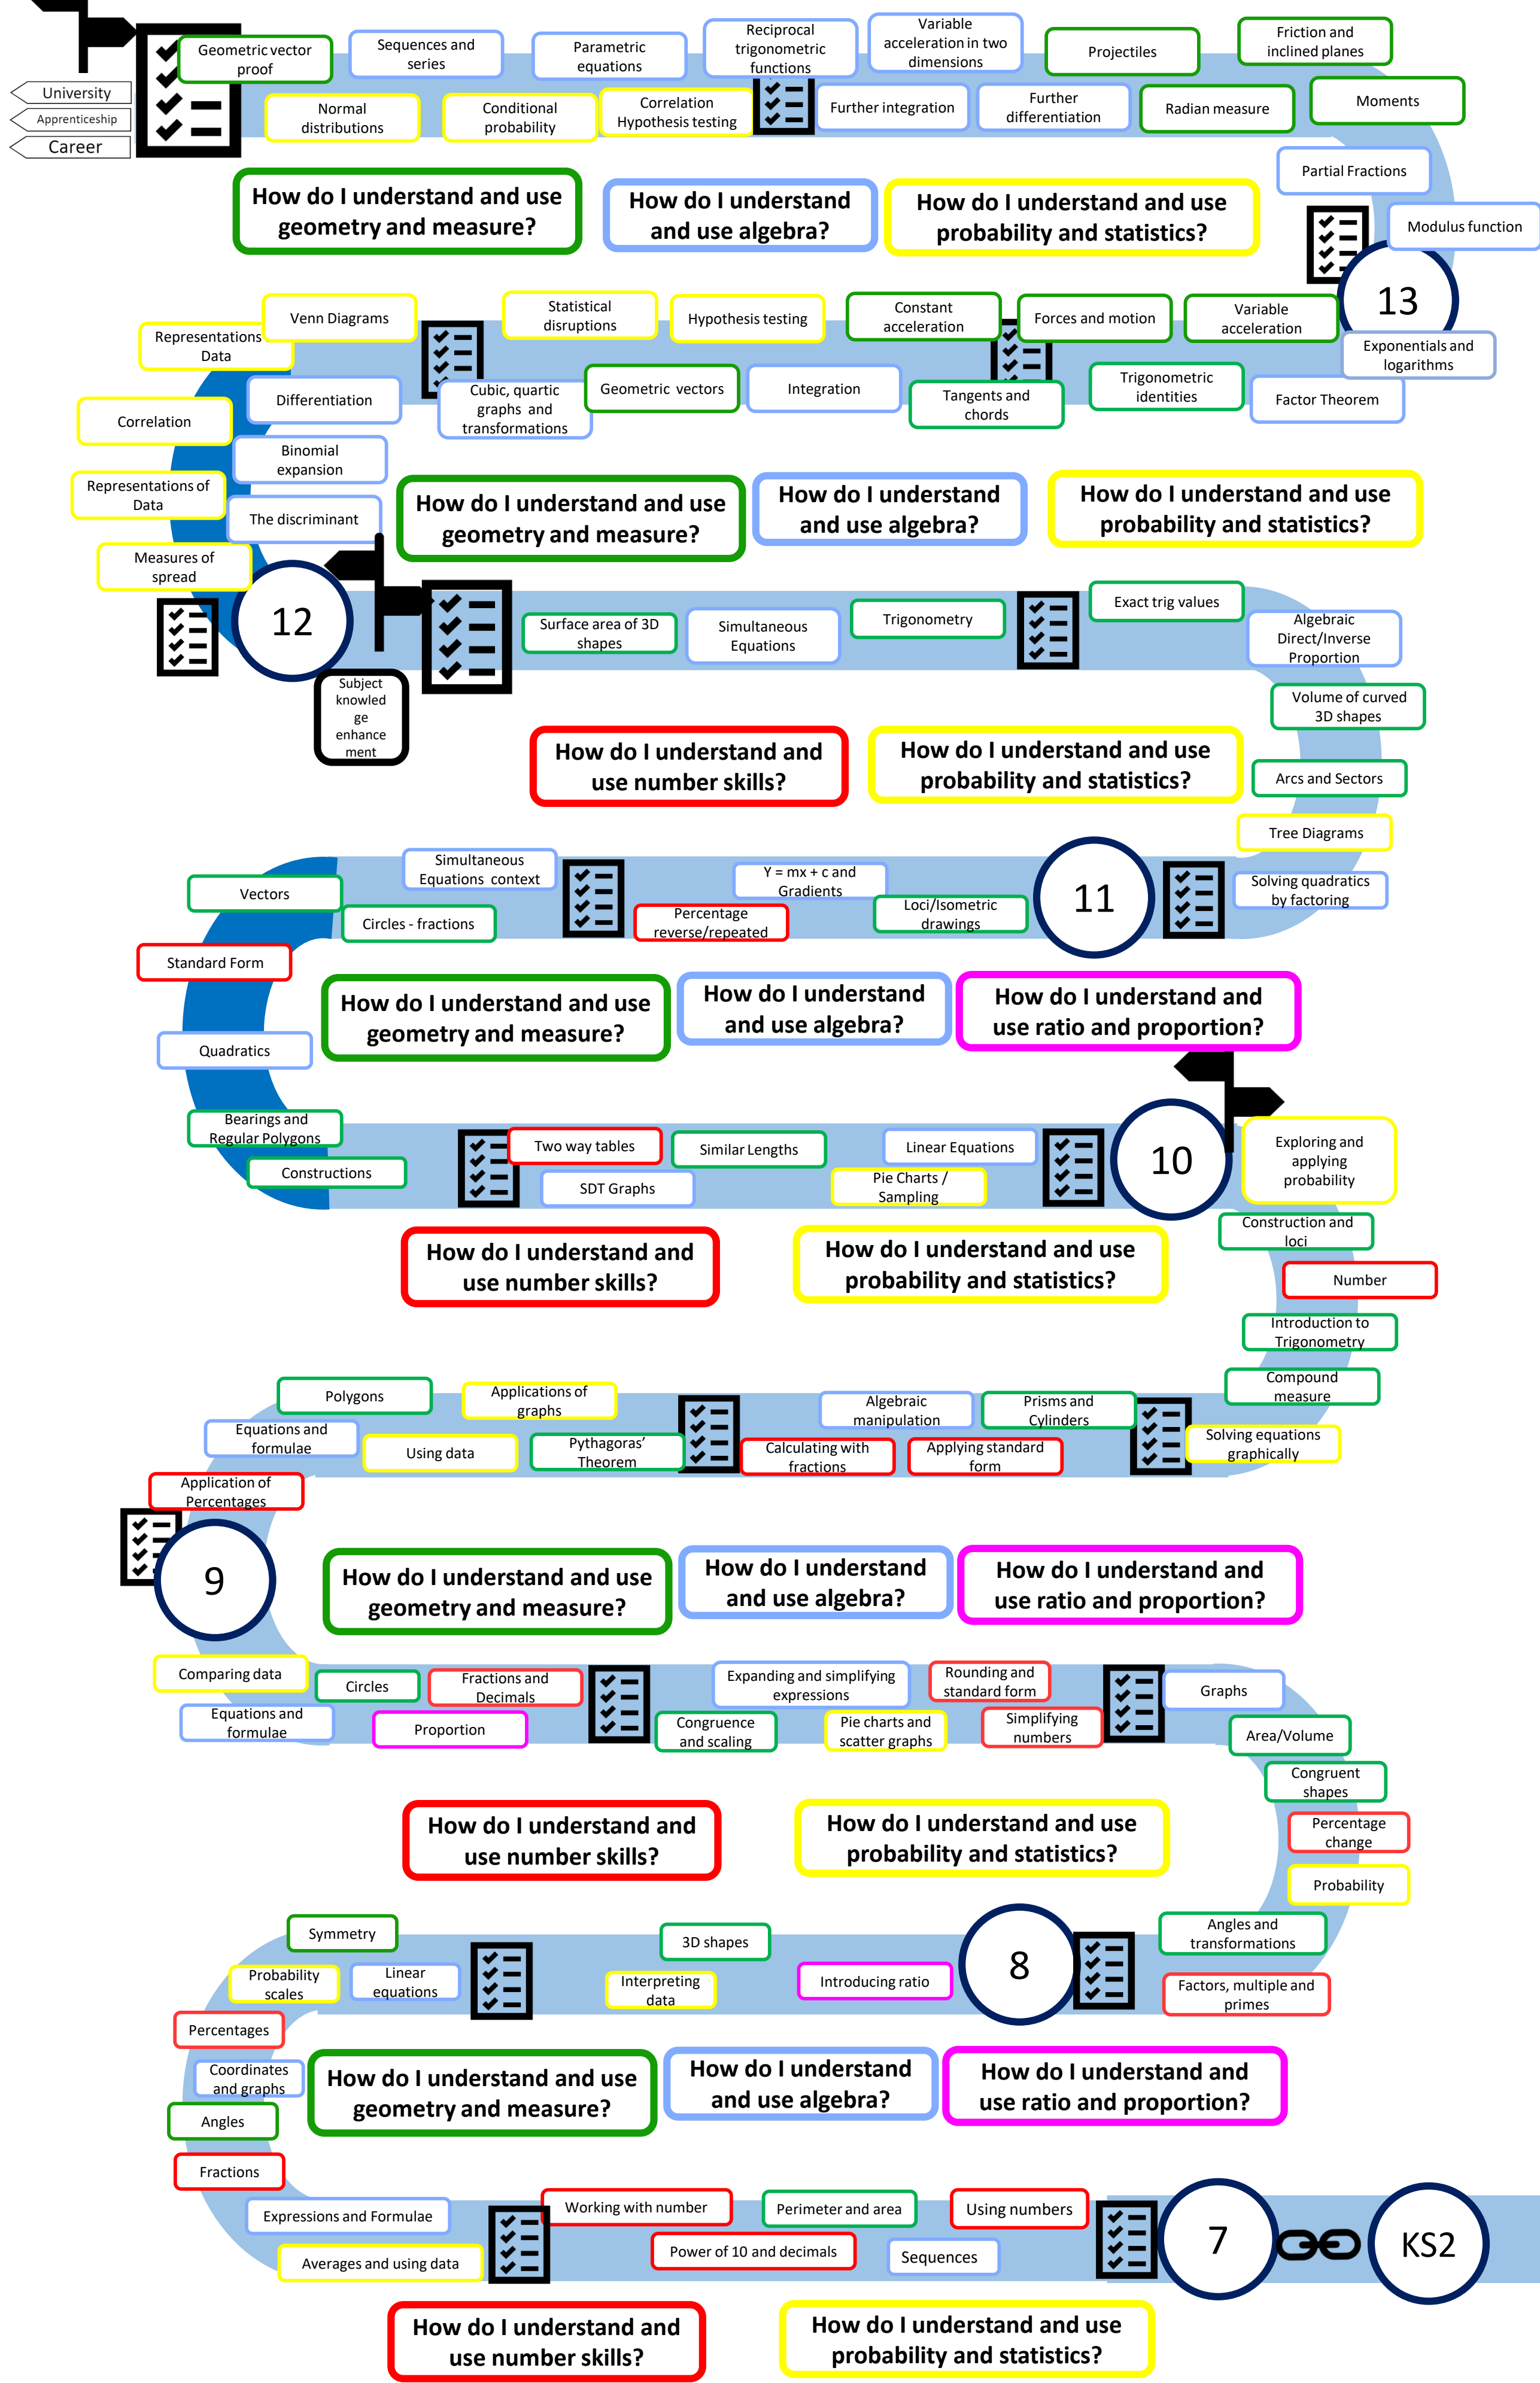 Geometric vector
proof
Sequences and
series
Parametric
equations
Reciprocal
trigonometric
functions
Variable
acceleration in two
dimensions
Projectiles
Friction and
inclined planes
University
Apprenticeship
Career
Normal
distributions
Conditional
probability
Correlation
Hypothesis testing
Further integration
Further
differentiation
Radian measure
Moments
Partial Fractions
Modulus function
How do I understand and use
geometry and measure?
How do I understand
and use algebra?
How do I understand and use
probability and statistics?
13
Representations
Data
Venn Diagrams
Statistical
disruptions
Hypothesis testing
Constant
acceleration
Forces and motion
Variable
acceleration
Exponentials and
logarithms
Correlation
Differentiation
Cubic, quartic
graphs and
transformations
Geometric vectors
Integration
Tangents and
chords
Trigonometric
identities
Factor Theorem
Binomial
expansion
Representations of
Data
The discriminant
Measures of
spread
How do I understand and use
geometry and measure?
How do I understand
and use algebra?
How do I understand and use
probability and statistics?
12
Subject
knowled
ge
enhance
ment
Surface area of 3D
shapes
Simultaneous
Equations
Trigonometry
Exact trig values
Algebraic
Direct/Inverse
Proportion
Volume of curved
3D shapes
Arcs and Sectors
Tree Diagrams
How do I understand and
use number skills?
How do I understand and use
probability and statistics?
Solving quadratics
by factoring
11
Vectors
Simultaneous
Equations context
Circles - fractions
Y = mx + c and
Gradients
Percentage
reverse/repeated
Loci/Isometric
drawings
Standard Form
Quadratics
How do I understand and use
geometry and measure?
How do I understand
and use algebra?
How do I understand and
use ratio and proportion?
Bearings and
Regular Polygons
Constructions
Two way tables
SDT Graphs
Similar Lengths
Linear Equations
Pie Charts /
Sampling
10
Exploring and
applying
probability
Construction and
loci
Number
Introduction to
Trigonometry
Compound
measure
How do I understand and
use number skills?
How do I understand and use
probability and statistics?
Polygons
Applications of
graphs
Equations and
formulae
Using data
Pythagoras’
Theorem
Algebraic
manipulation
Prisms and
Cylinders
Calculating with
fractions
Applying standard
form
Solving equations
graphically
Application of
Percentages
9
How do I understand and use
geometry and measure?
How do I understand
and use algebra?
How do I understand and
use ratio and proportion?
Comparing data
Circles
Fractions and
Decimals
Equations and
formulae
Proportion
Expanding and simplifying
expressions
Rounding and
standard form
Congruence
and scaling
Pie charts and
scatter graphs
Simplifying
numbers
Graphs
Area/Volume
Congruent
shapes
Percentage
change
Probability
How do I understand and
use number skills?
How do I understand and use
probability and statistics?
Angles and
transformations
Factors, multiple and
primes
8
Symmetry
Probability
scales
Linear
equations
3D shapes
Interpreting
data
Introducing ratio
Percentages
Coordinates
and graphs
Angles
Fractions
How do I understand and use
geometry and measure?
How do I understand
and use algebra?
How do I understand and
use ratio and proportion?
Expressions and Formulae
Averages and using data
Working with number
Perimeter and area
Using numbers
Power of 10 and decimals
Sequences
7
KS2
How do I understand and
use number skills?
How do I understand and use
probability and statistics?